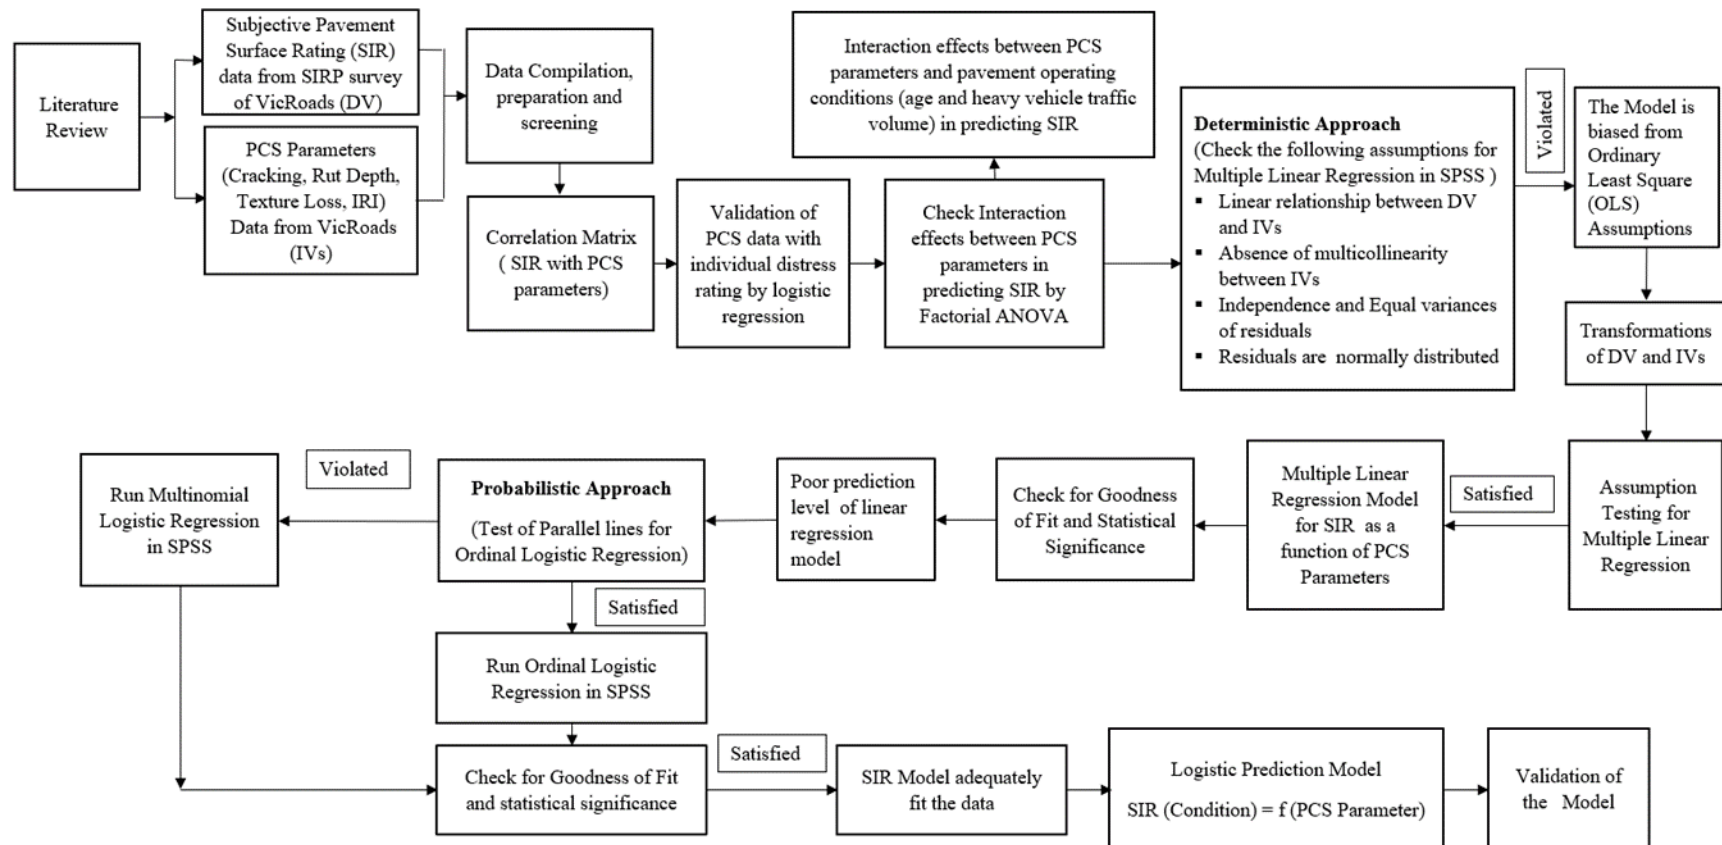 Literature
Review
Subjective Pavement
Surface Rating (SIR)
data from SIRP survey
of VicRoads (DV)
PCS Parameters
(Cracking, Rut Depth,
Texture Loss, IRI)
Data from VicRoads
(IVs)
Data Compilation,
preparation and
screening
Correlation Matrix
( SIR with PCS
parameters)
Validation of
PCS data with
individual distress
rating by logistic
regression
Interaction effects between PCS
parameters and pavement operating
conditions (age and heavy vehicle traffic
volume) in predicting SIR
Check Interaction
effects between PCS
parameters in
predicting SIR by
Factorial ANOVA
Deterministic Approach
(Check the following assumptions for
Multiple Linear Regression in SPSS )
▪ Linear relationship between DV
and IVs
▪ Absence of multicollinearity
between IVs
▪ Independence and Equal variances
of residuals
▪ Residuals are normally distributed
Violated
The Model is
biased from
Ordinary
Least Square
(OLS)
Assumptions
Transformations
of DV and IVs
Assumption
Testing for
Multiple Linear
Regression
Satisfied
Multiple Linear
Regression Model
for SIR as a
function of PCS
Parameters
Check for Goodness
of Fit and Statistical
Significance
Poor prediction
level of linear
regression
model
Probabilistic Approach
(Test of Parallel lines for
Ordinal Logistic Regression)
Violated
Run Multinomial
Logistic Regression
in SPSS
Satisfied
Run Ordinal Logistic
Regression in SPSS
Check for Goodness of Fit
and statistical significance
Satisfied
SIR Model adequately
fit the data
Logistic Prediction Model
SIR (Condition) = f (PCS Parameter)
Validation of
the Model